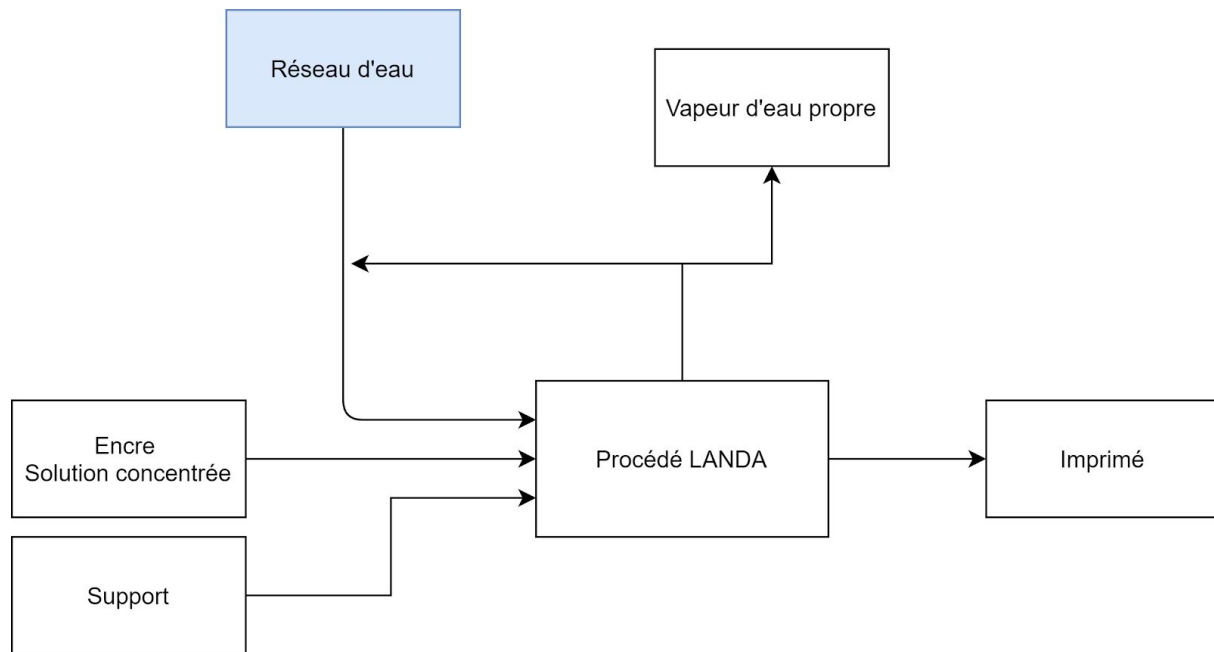 Réseau d'eau
Vapeur d'eau propre
Encre
Solution concentrée
Procédé LANDA
Imprimé
Support